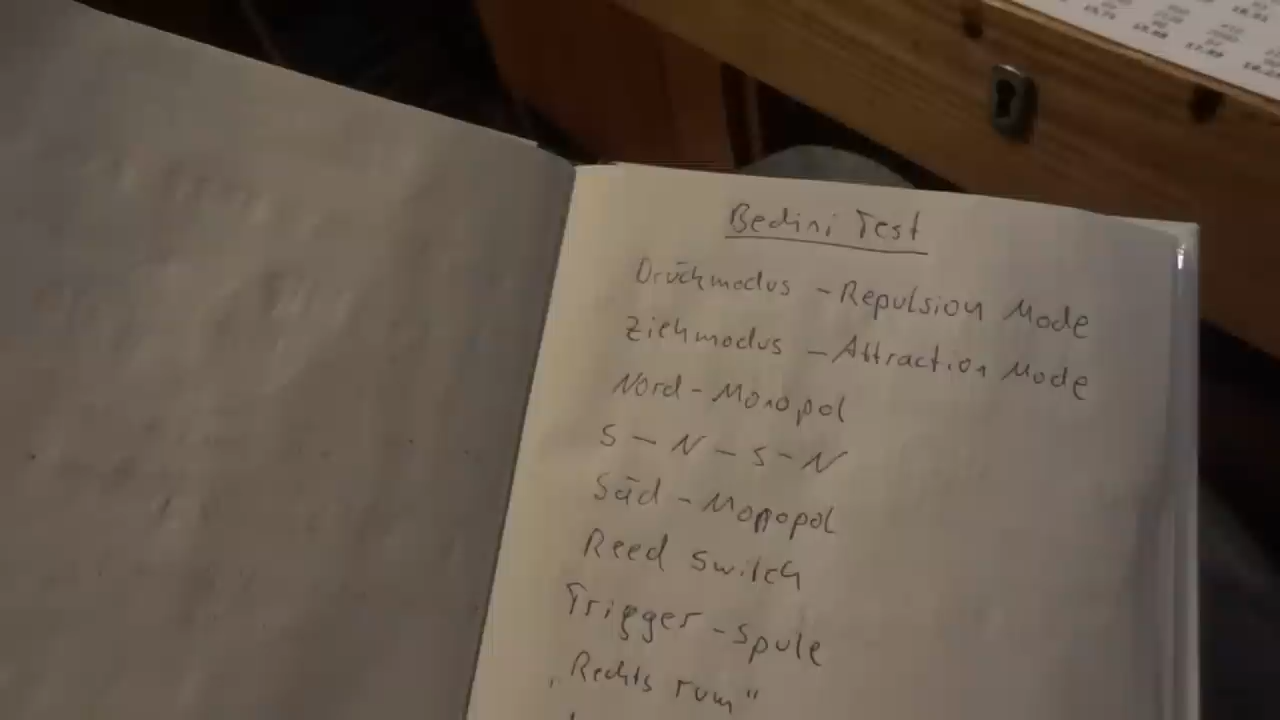 Bedini Test
Drückmodus - Repulsion Mode
Ziehmodus - Attraction Mode
Nord - Monopol
S - N - S - N
Süd - Monopol
Reed Switch
Trigger - Spule
„Rechts rum"